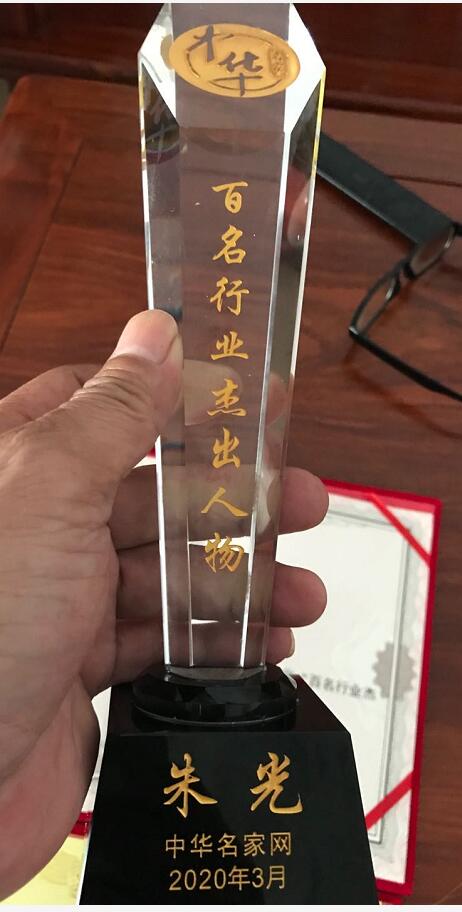 中华
百名行业杰出人物
百名行业杰
朱光
中华名家网
2020年3月